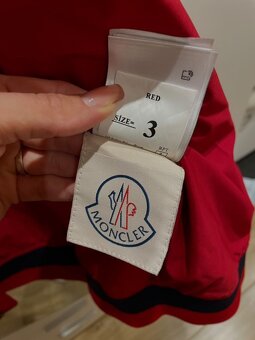 RED
SIZE= 3
MONCLER